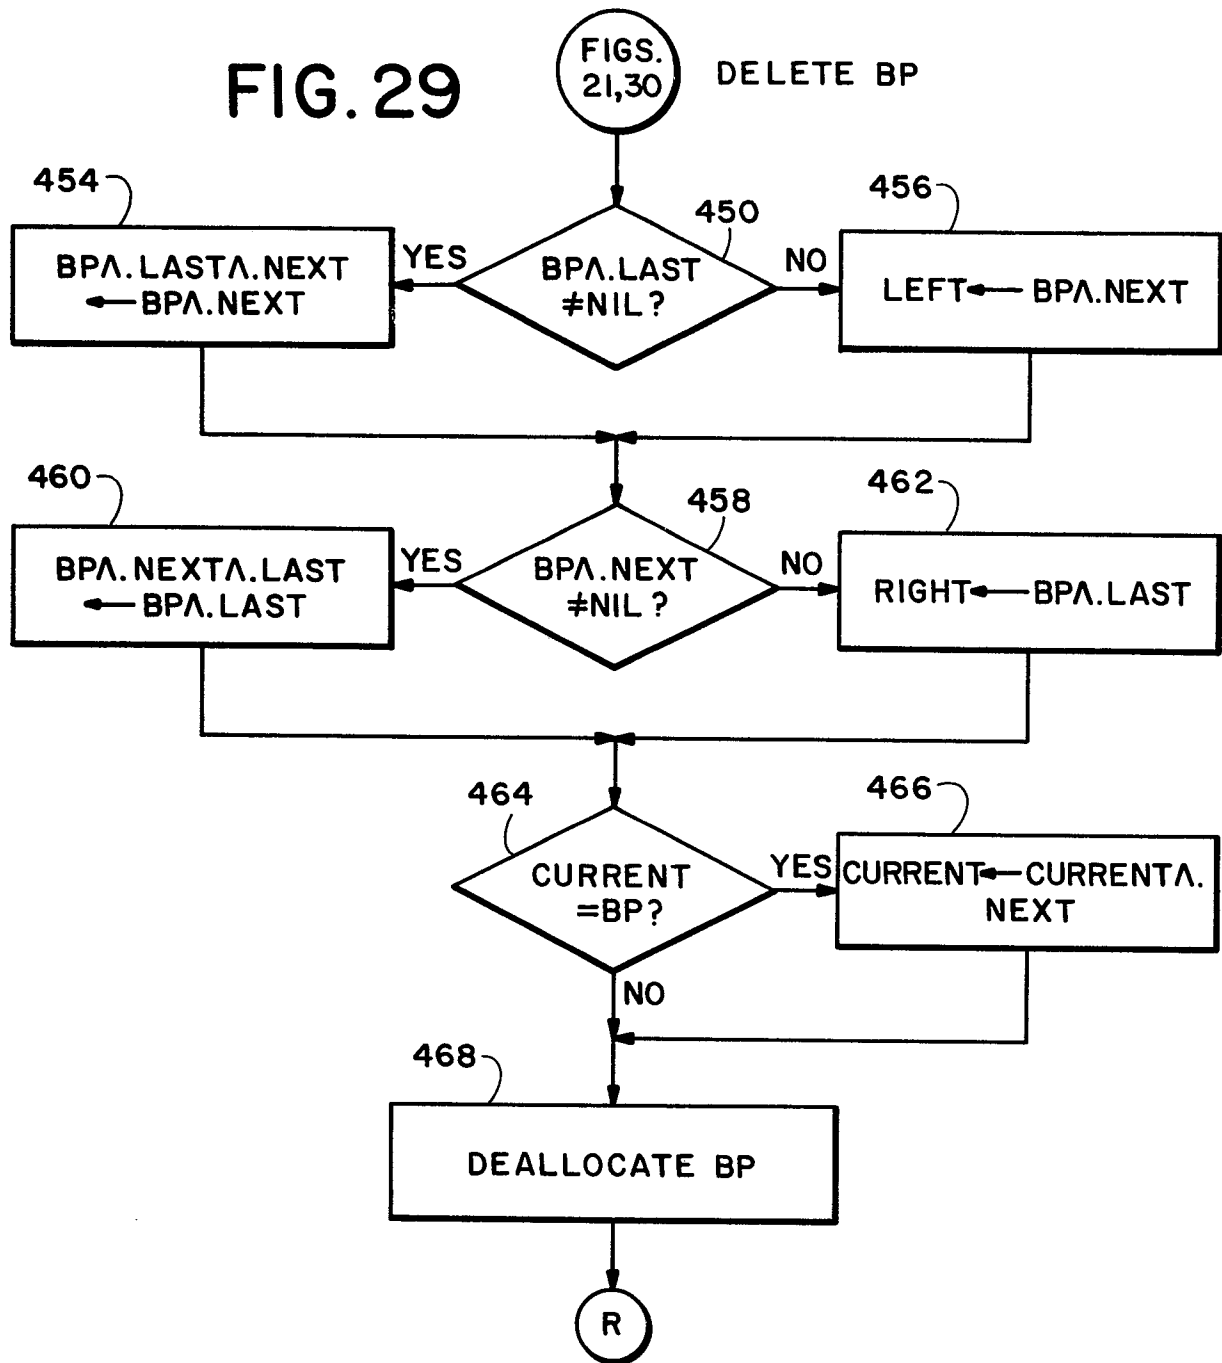 FIG. 29
FIGS.
21,30
DELETE BP
454
450
456
BPΛ.LASTΛ.NEXT
←BPΛ.NEXT
YES
BPΛ.LAST
≠NIL?
NO
LEFT← BPΛ.NEXT
460
458
462
BPΛ.NEXTΛ.LAST
←BPΛ.LAST
YES
BPΛ.NEXT
≠NIL?
NO
RIGHT←BPΛ.LAST
464
466
CURRENT
=BP?
YES
CURRENT←CURRENTΛ.
NEXT
NO
468
DEALLOCATE BP
R